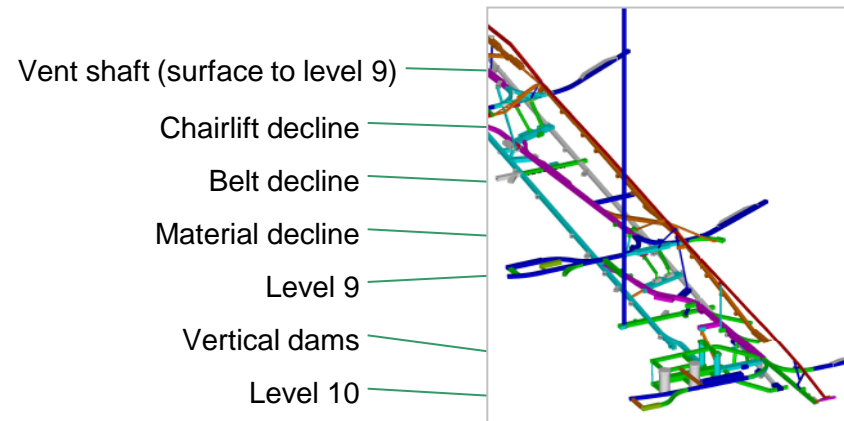 Vent shaft (surface to level 9)
Chairlift decline
Belt decline
Material decline
Level 9
Vertical dams
Level 10